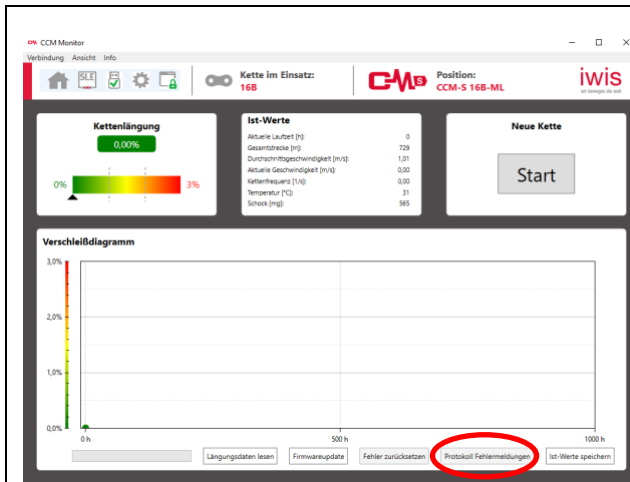 CCM Monitor
Verbindung Ansicht Info
SLE
Kette im Einsatz:
16B
CCM S
Position:
CCM-S 16B-ML
iwis
wir bewegen die welt
Kettenlängung
0,00%
0%
3%
Ist-Werte
Aktuelle Laufzeit [h]: 0
Gesamtstrecke [m]: 729
Durchschnittsgeschwindigkeit [m/s]: 1,01
Aktuelle Geschwindigkeit [m/s]: 0,00
Kettenfrequenz [1/s]: 0,00
Temperatur [°C]: 31
Schock [mg]: 565
Neue Kette
Start
Verschleißdiagramm
3,0%
2,0%
1,0%
0,0%
0 h 500 h 1000 h
Längungsdaten lesen Firmwareupdate Fehler zurücksetzen Protokoll Fehlermeldungen Ist-Werte speichern